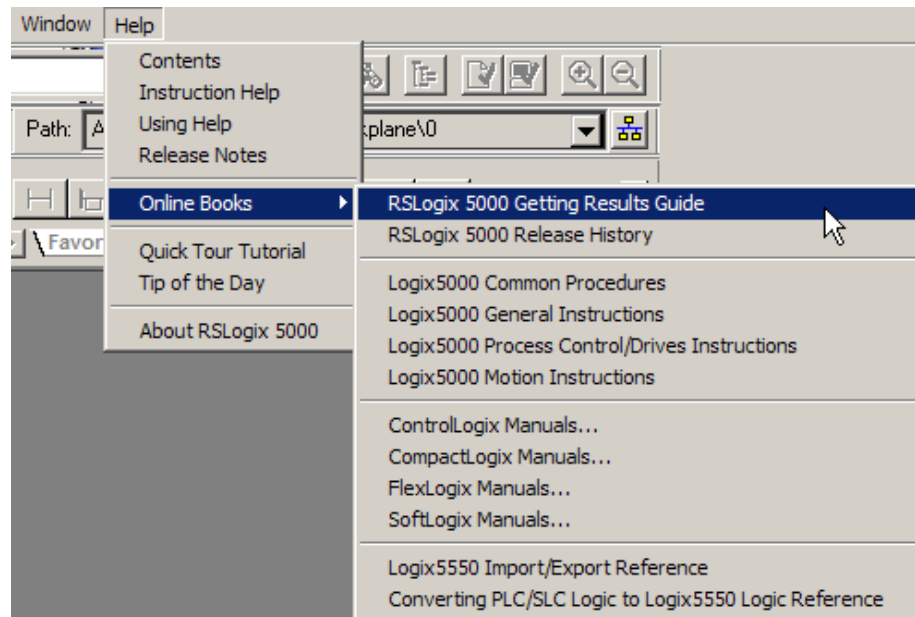 Window Help
Contents
Instruction Help
Using Help
Release Notes
Path: A kplane\0
Online Books
Favor
Quick Tour Tutorial
Tip of the Day
About RSLogix 5000
RSLogix 5000 Getting Results Guide
RSLogix 5000 Release History
Logix5000 Common Procedures
Logix5000 General Instructions
Logix5000 Process Control/Drives Instructions
Logix5000 Motion Instructions
ControlLogix Manuals...
CompactLogix Manuals...
FlexLogix Manuals...
SoftLogix Manuals...
Logix5550 Import/Export Reference
Converting PLC/SLC Logic to Logix5550 Logic Reference